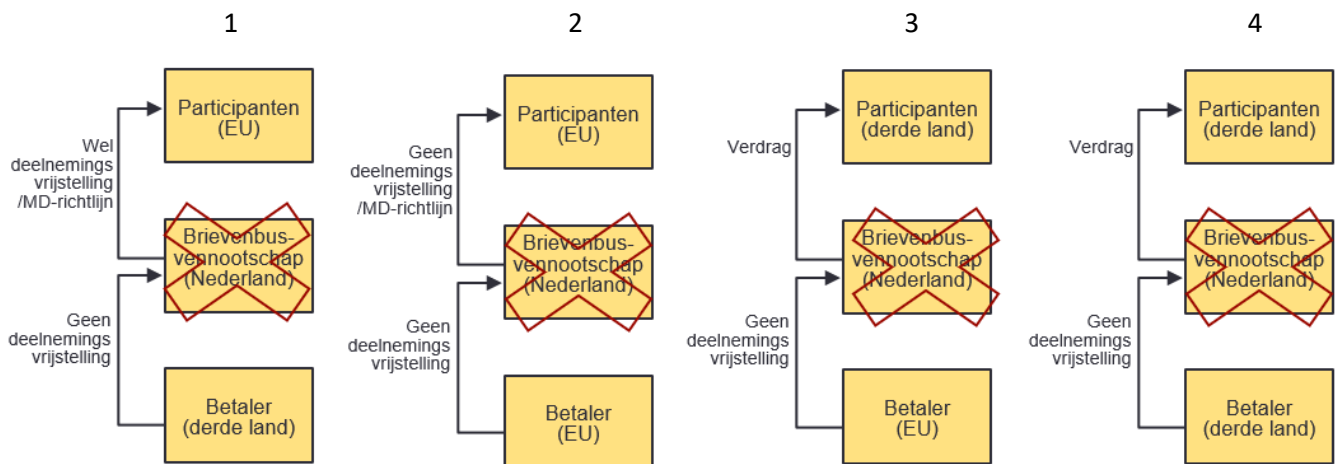 1
2
3
4
Participanten
(EU)
Wel
deelnemings
vrijstelling
/MD-richtlijn
Brievenbus-
vennootschap
(Nederland)
Geen
deelnemings
vrijstelling
Betaler
(derde land)
Participanten
(EU)
Geen
deelnemings
vrijstelling
/MD-richtlijn
Brievenbus-
vennootschap
(Nederland)
Geen
deelnemings
vrijstelling
Betaler
(EU)
Participanten
(derde land)
Verdrag
Brievenbus-
vennootschap
(Nederland)
Geen
deelnemings
vrijstelling
Betaler
(EU)
Participanten
(derde land)
Verdrag
Brievenbus-
vennootschap
(Nederland)
Geen
deelnemings
vrijstelling
Betaler
(derde land)